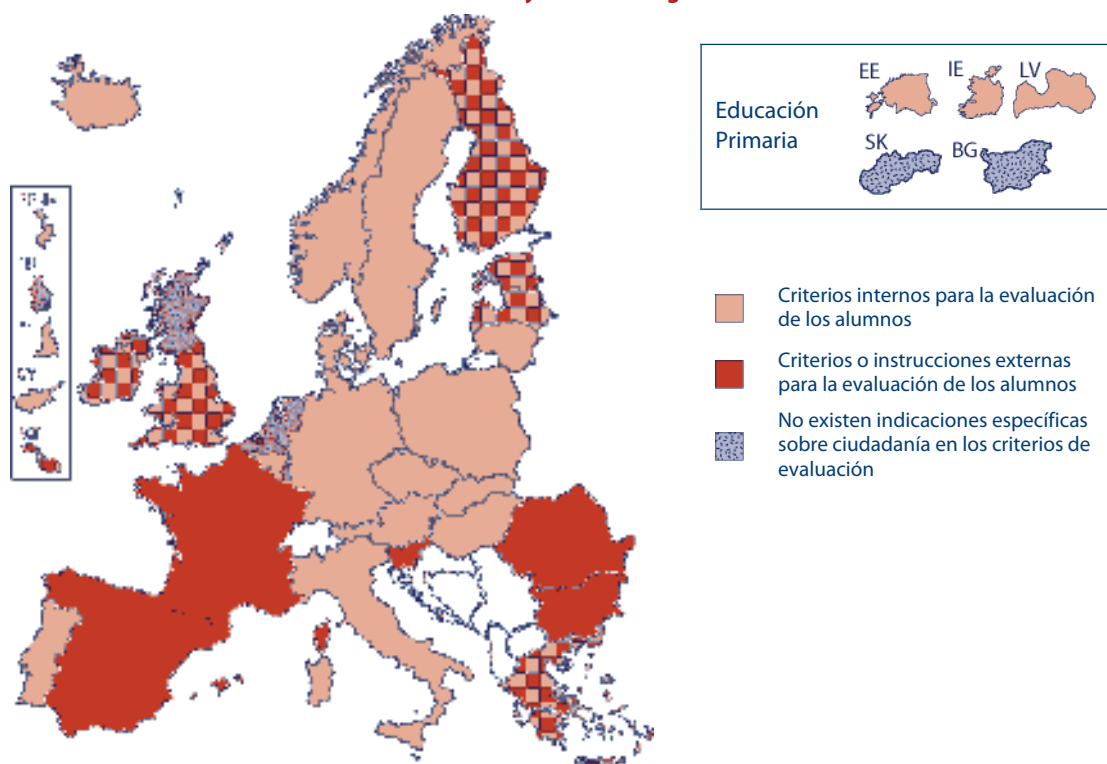 Educación
Primaria
EE
IE
LV
SK
BG
Criterios internos para la evaluación
de los alumnos
Criterios o instrucciones externas
para la evaluación de los alumnos
No existen indicaciones específicas
sobre ciudadanía en los criterios de
evaluación
CY